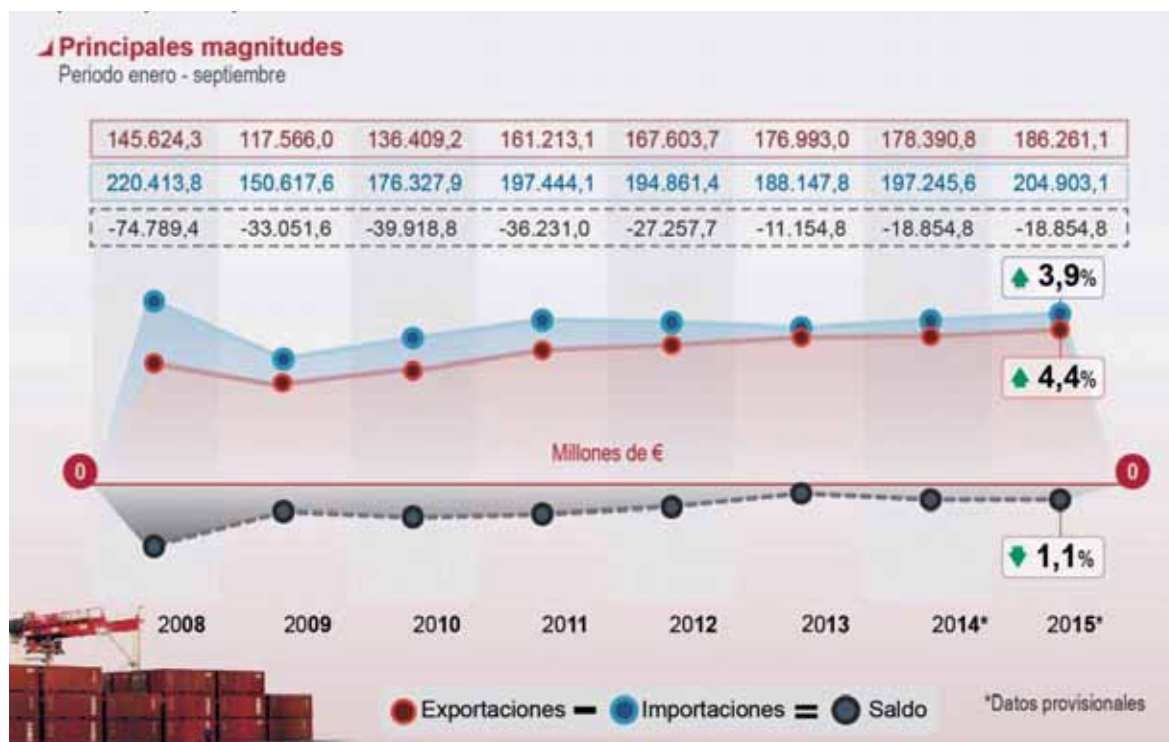 Principales magnitudes
Periodo enero - septiembre
145.624,3 117.566,0 136.409,2 161.213,1 167.603,7 176.993,0 178.390,8 186.261,1
220.413,8 150.617,6 176.327,9 197.444,1 194.861,4 188.147,8 197.245,6 204.903,1
-74.789,4 -33.051,6 -39.918,8 -36.231,0 -27.257,7 -11.154,8 -18.854,8 -18.854,8
3,9%
4,4%
Millones de €
0 0
1,1%
2008 2009 2010 2011 2012 2013 2014* 2015*
Exportaciones - Importaciones = Saldo
*Datos provisionales